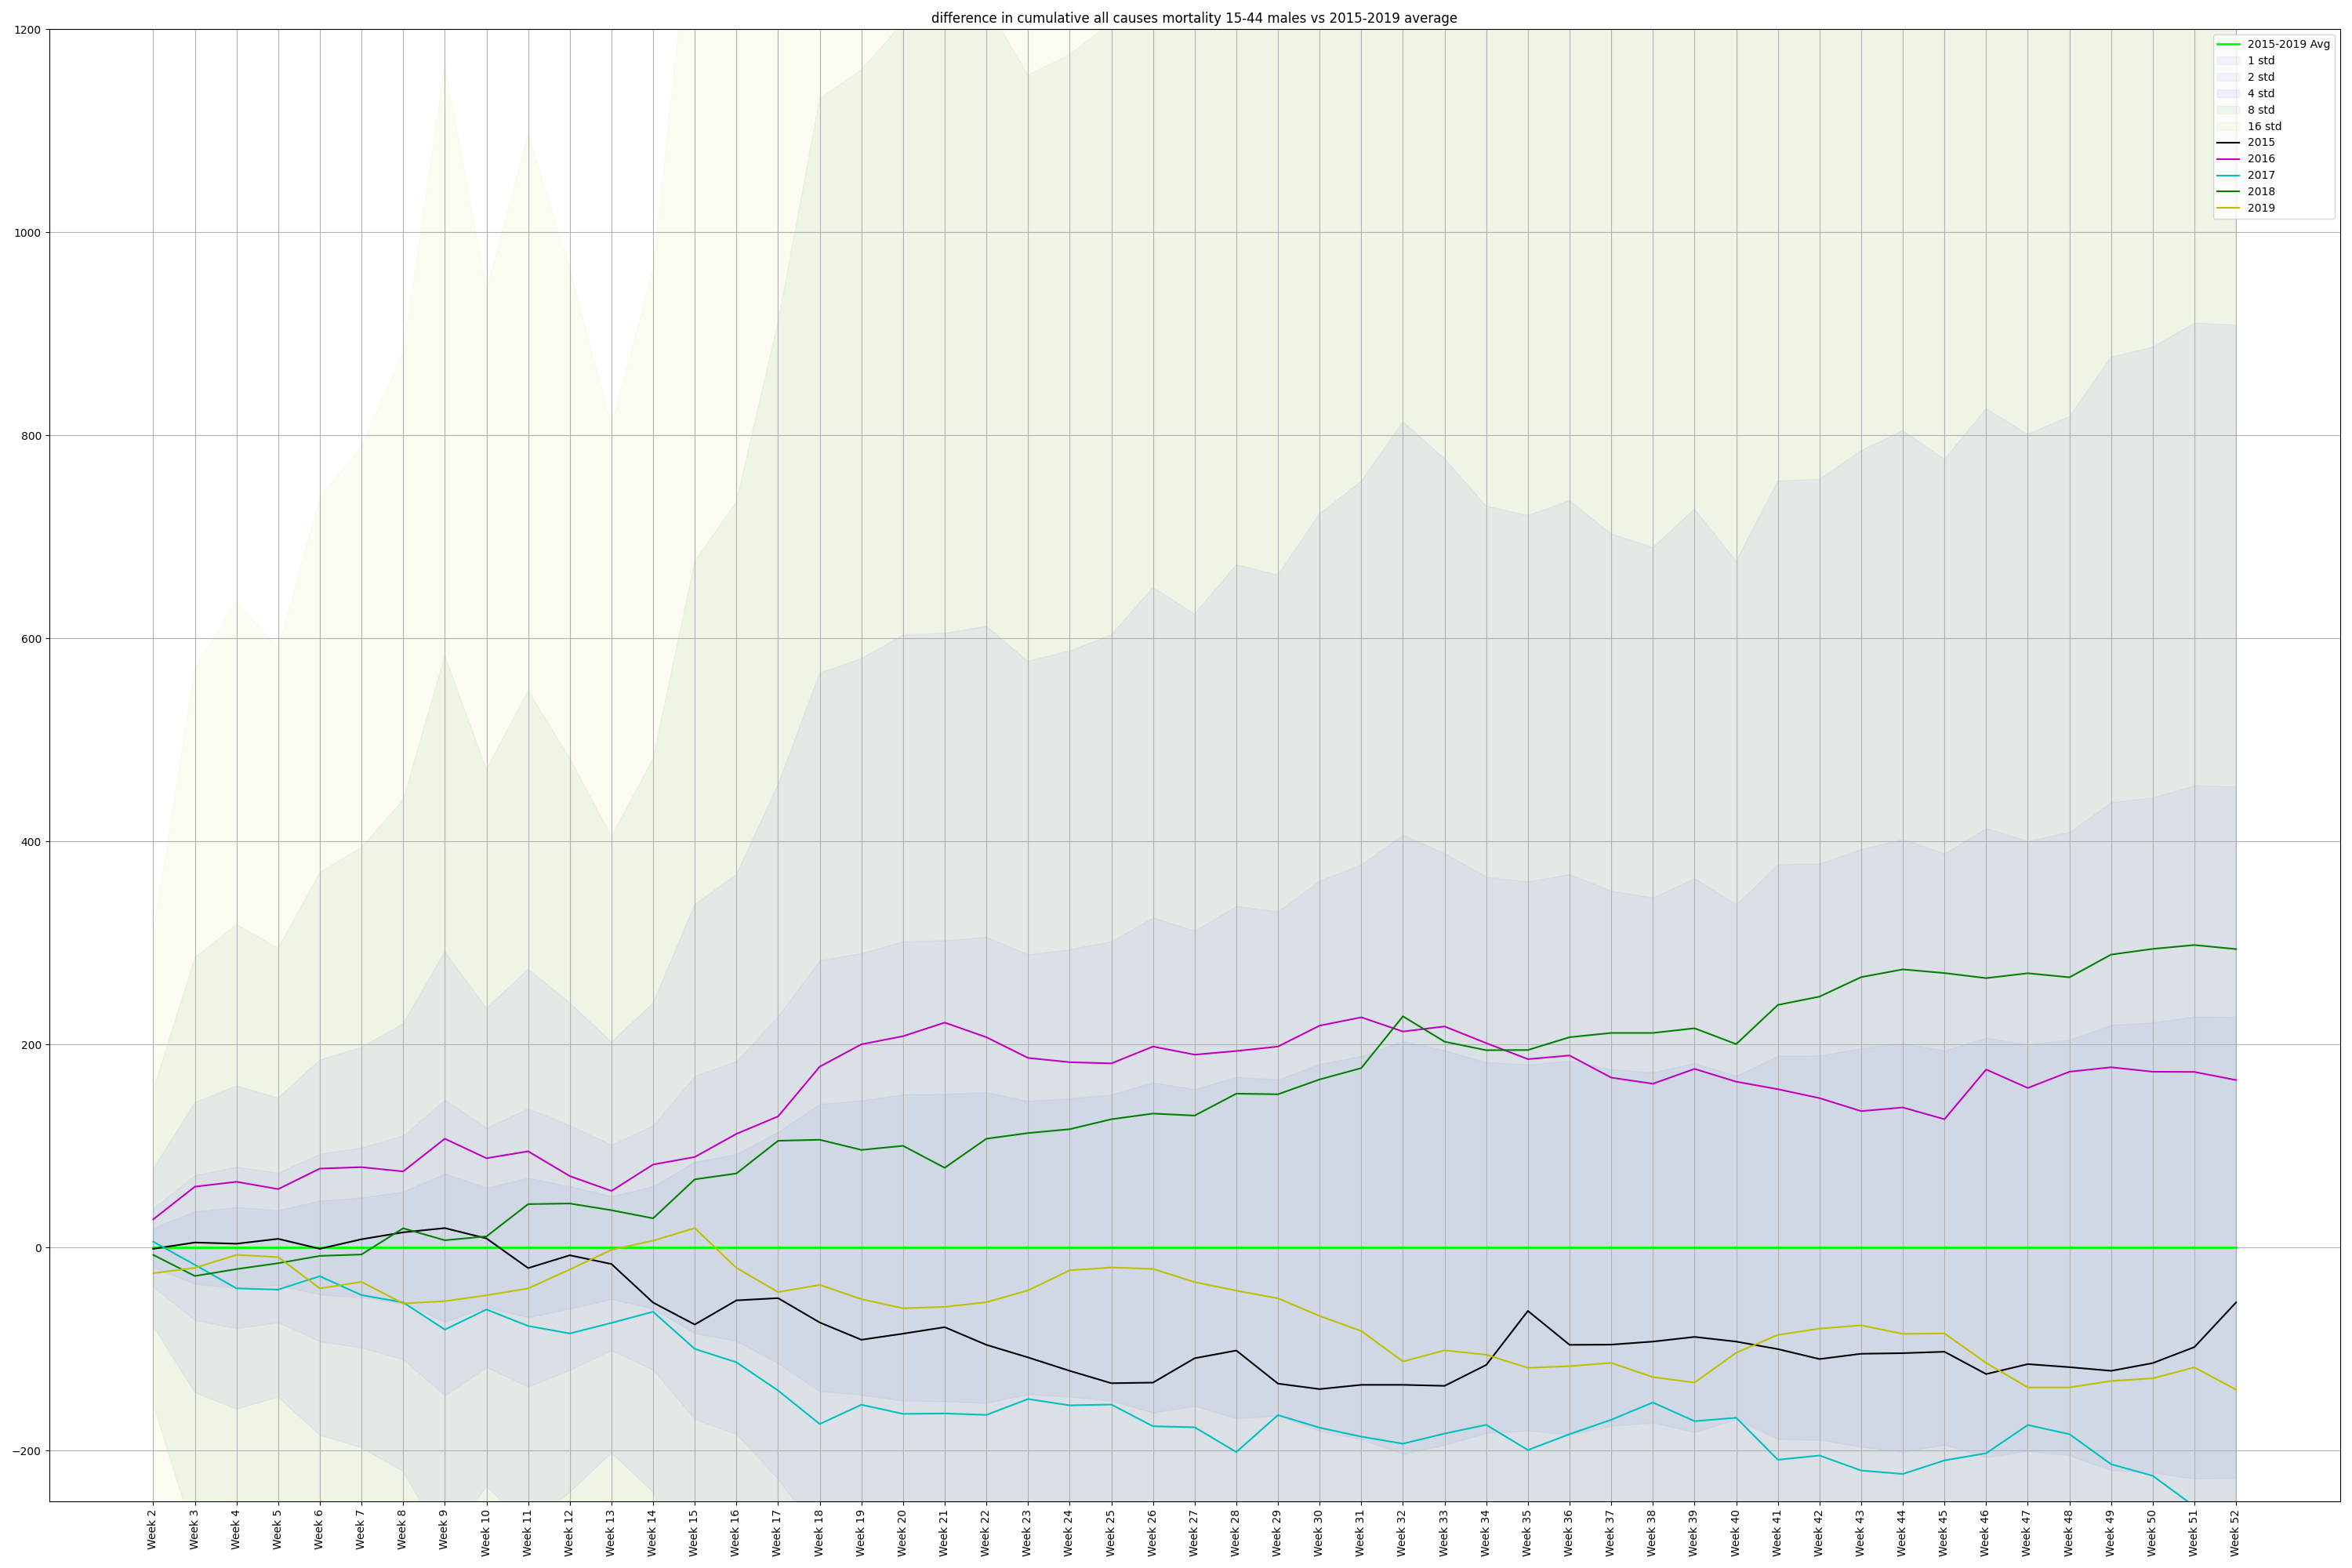 difference in cumulative all causes mortality 15-44 males vs 2015-2019 average
1200
1000
800
600
400
200
0
−200
2015-2019 Avg
1 std
2 std
4 std
8 std
16 std
2015
2016
2017
2018
2019
Week 2
Week 3
Week 4
Week 5
Week 6
Week 7
Week 8
Week 9
Week 10
Week 11
Week 12
Week 13
Week 14
Week 15
Week 16
Week 17
Week 18
Week 19
Week 20
Week 21
Week 22
Week 23
Week 24
Week 25
Week 26
Week 27
Week 28
Week 29
Week 30
Week 31
Week 32
Week 33
Week 34
Week 35
Week 36
Week 37
Week 38
Week 39
Week 40
Week 41
Week 42
Week 43
Week 44
Week 45
Week 46
Week 47
Week 48
Week 49
Week 50
Week 51
Week 52